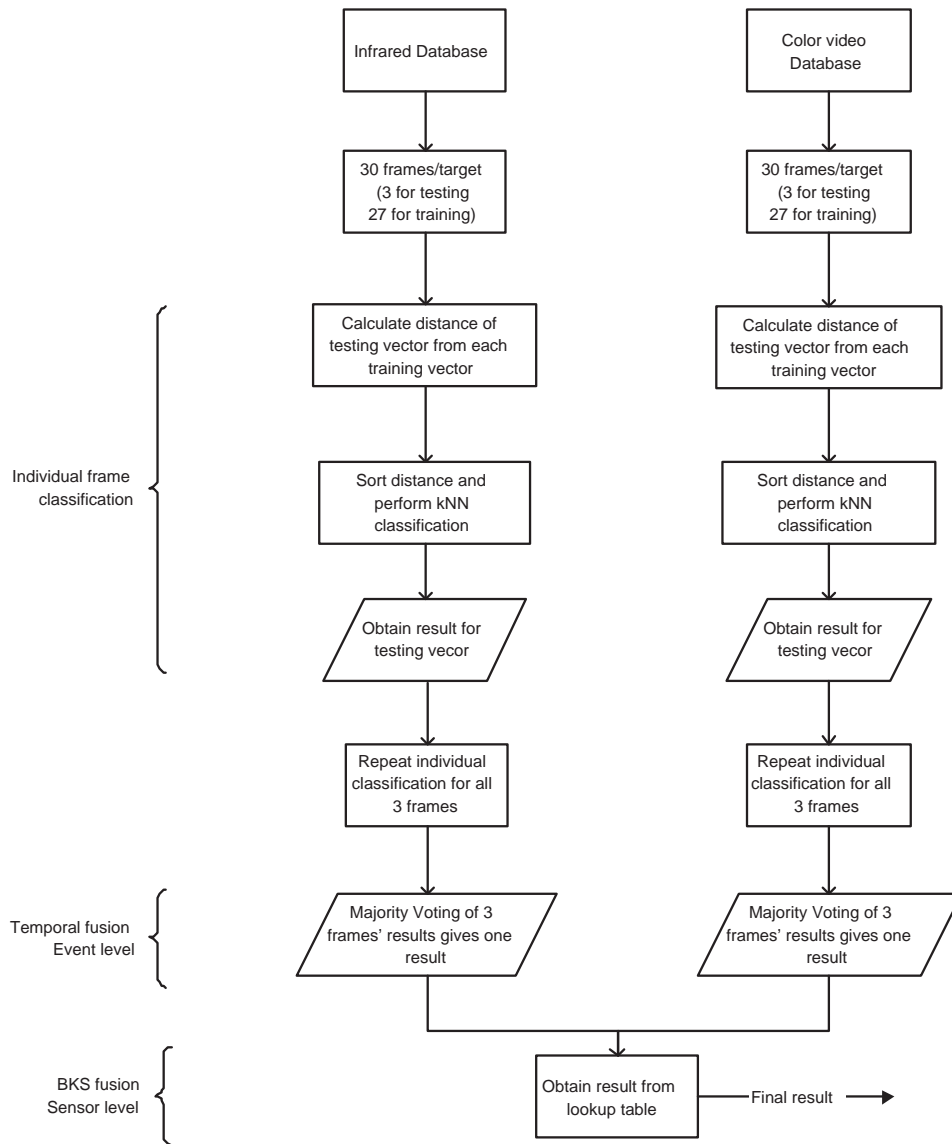 Infrared Database
Color video
Database
30 frames/target
(3 for testing
27 for training)
30 frames/target
(3 for testing
27 for training)
Individual frame
classification
Calculate distance of
testing vector from each
training vector
Calculate distance of
testing vector from each
training vector
Sort distance and
perform kNN
classification
Sort distance and
perform kNN
classification
Obtain result for
testing vecor
Obtain result for
testing vecor
Repeat individual
classification for all
3 frames
Repeat individual
classification for all
3 frames
Temporal fusion
Event level
Majority Voting of 3
frames’ results gives one
result
Majority Voting of 3
frames’ results gives one
result
BKS fusion
Sensor level
Obtain result from
lookup table
Final result